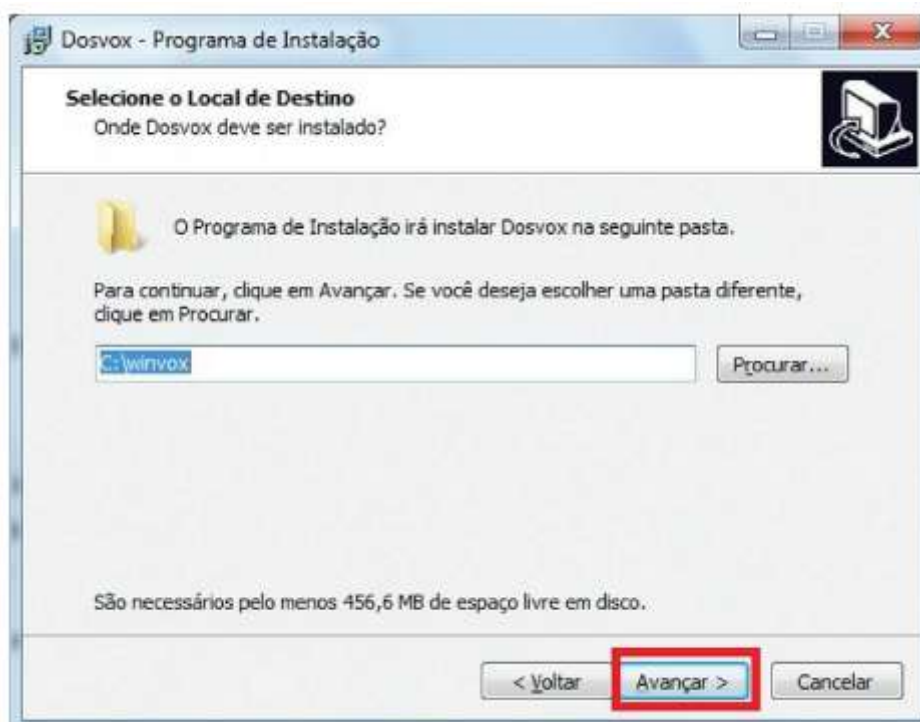 Dosvox - Programa de Instalação
Selecione o Local de Destino
Onde Dosvox deve ser instalado?
O Programa de Instalação irá instalar Dosvox na seguinte pasta.
Para continuar, clique em Avançar. Se você deseja escolher uma pasta diferente,
clique em Procurar.
C:\winvox
Procurar...
São necessários pelo menos 456,6 MB de espaço livre em disco.
< Voltar
Avançar >
Cancelar